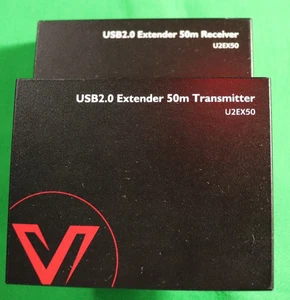 USB2.0 Extender 50m Receiver
U2EX50
USB2.0 Extender 50m Transmitter
U2EX50